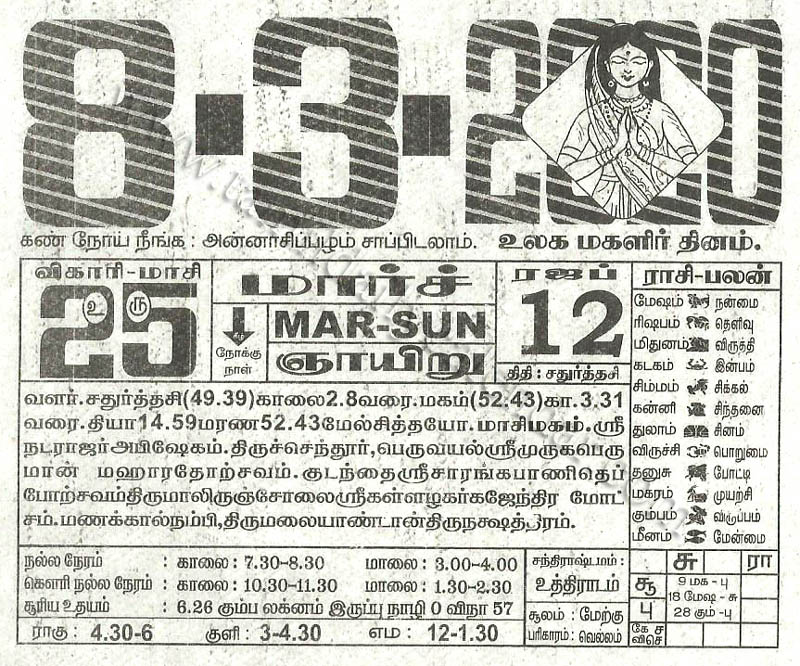 8-3-2020
கண் நோய் நீங்க : அன்னாசிப்பழம் சாப்பிடலாம். உலக மகளிர் தினம்.
விகாரி-மாசி
25
உ ரு
நோக்கு
நாள்
மார்ச்
MAR-SUN
ஞாயிறு
ரஜப்
12
திதி : சதுர்த்தசி
வளர்.சதுர்த்தசி(49.39)காலை2.8வரை.மகம்(52.43)கா.3.31
வரை.தியா14.59மரண52.43மேல்சித்தயோ.மாசிமகம்.ஸ்ரீ
நடராஜர்அபிஷேகம்.திருச்செந்தூர்,பெருவயல்ஸ்ரீமுருகபெரு
மான் மஹாரதோற்சவம். குடந்தைஸ்ரீசாரங்கபாணிதெப்
போற்சவம்திருமாலிருஞ்சோலைஸ்ரீகள்ளழகர்கஜேந்திர மோட்
சம்.மணக்கால்நம்பி,திருமலையாண்டான்திருநக்ஷத்திரம்.
ராசி-பலன்
மேஷம் நன்மை
ரிஷபம் தெளிவு
மிதுனம் விருத்தி
கடகம் இன்பம்
சிம்மம் சிக்கல்
கன்னி சிந்தனை
துலாம் சினம்
விருச்சி பொறுமை
தனுசு போட்டி
மகரம் முயற்சி
கும்பம் விருப்பம்
மீனம் மேன்மை
நல்ல நேரம் : காலை : 7.30-8.30 மாலை : 3.00-4.00
கௌரி நல்ல நேரம் : காலை : 10.30-11.30 மாலை : 1.30-2.30
சூரிய உதயம் : 6.26 கும்ப லக்னம் இருப்பு நாழி 0 விநா 57
ராகு : 4.30-6 குளி : 3-4.30 எம : 12-1.30
சந்திராஷ்டமம் :
உத்திராடம்
சூலம் : மேற்கு
பரிகாரம் : வெல்லம்
சு ரா
சூ
பு
9 மக - பு
18 மேஷ - சு
28 கும் -பு
கே ச
விசெ